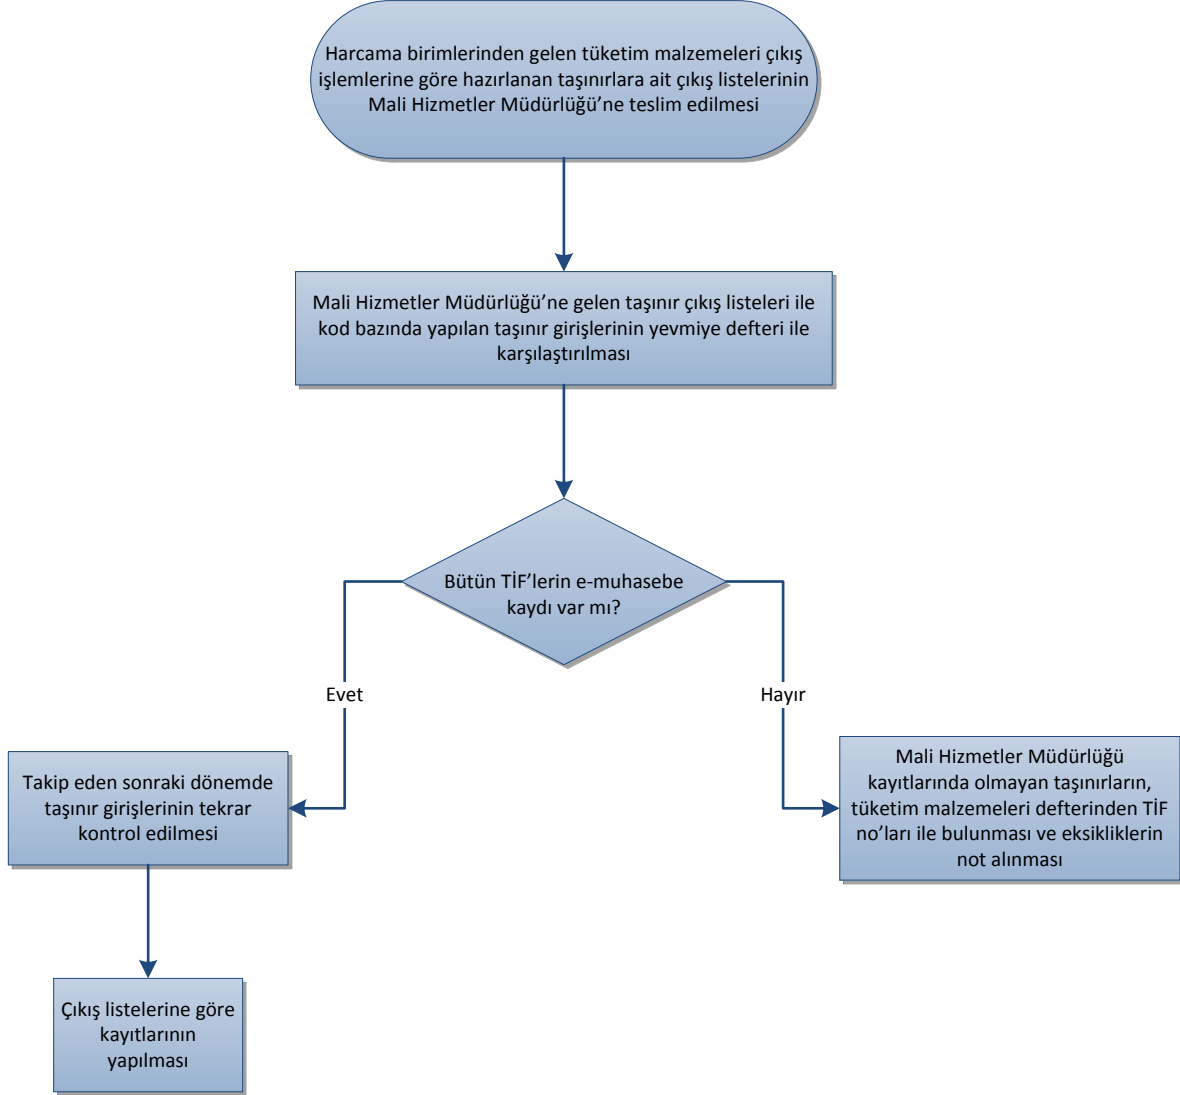 Harcama birimlerinden gelen tüketim malzemeleri çıkış
işlemlerine göre hazırlanan taşınırlara ait çıkış listelerinin
Mali Hizmetler Müdürlüğü’ne teslim edilmesi
Mali Hizmetler Müdürlüğü’ne gelen taşınır çıkış listeleri ile
kod bazında yapılan taşınır girişlerinin yevmiye defteri ile
karşılaştırılması
Bütün TİF’lerin e-muhasebe
kaydı var mı?
Evet
Hayır
Takip eden sonraki dönemde
taşınır girişlerinin tekrar
kontrol edilmesi
Mali Hizmetler Müdürlüğü
kayıtlarında olmayan taşınırların,
tüketim malzemeleri defterinden TİF
no’ları ile bulunması ve eksikliklerin
not alınması
Çıkış listelerine göre
kayıtlarının
yapılması